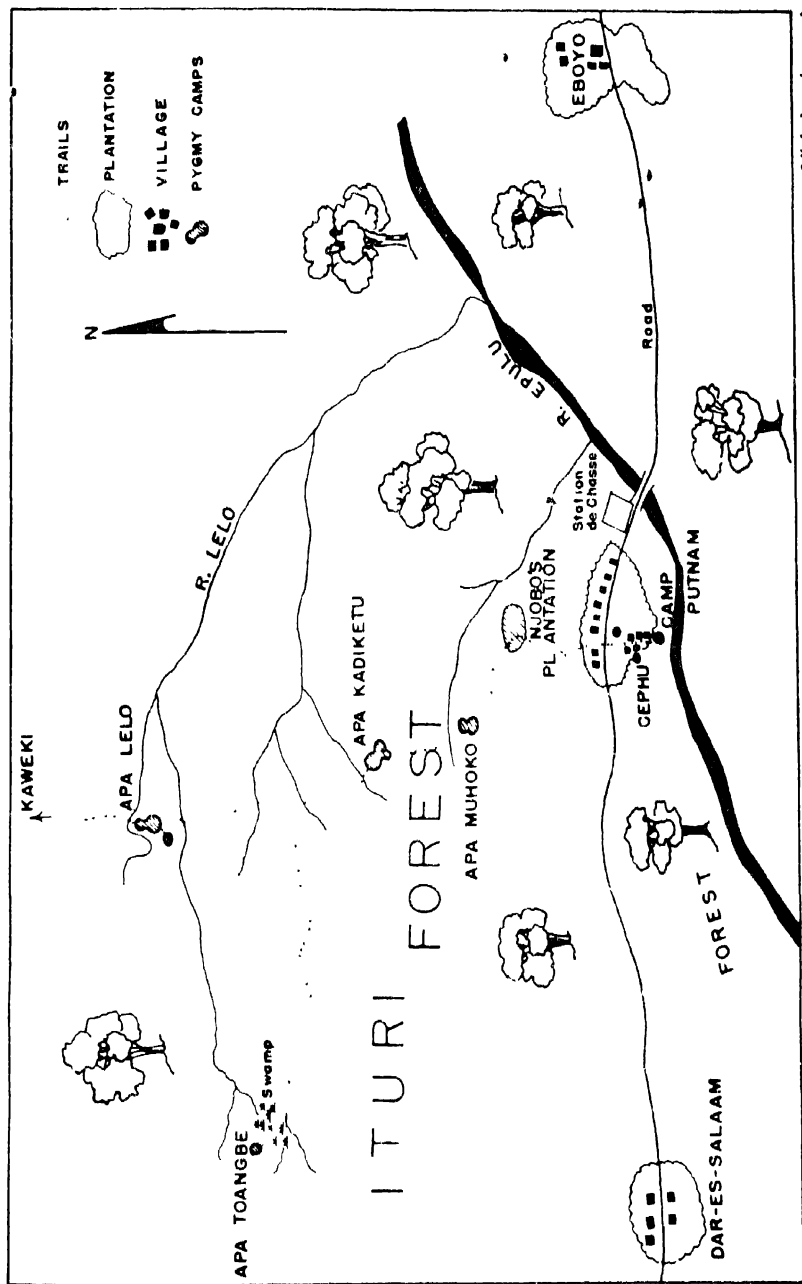 KAWEKI
N
TRAILS
PLANTATION
VILLAGE
PYGMY CAMPS
APA LELO
R. LELO
APA TOANGBE
Swamp
APA KADIKETU
ITURI
FOREST
APA MUHOKO
NJOBO'S
PLANTATION
R. EPULU
Station
de Chasse
Road
EBOYO
CEPHU
CAMP
PUTNAM
FOREST
DAR-ES-SALAAM